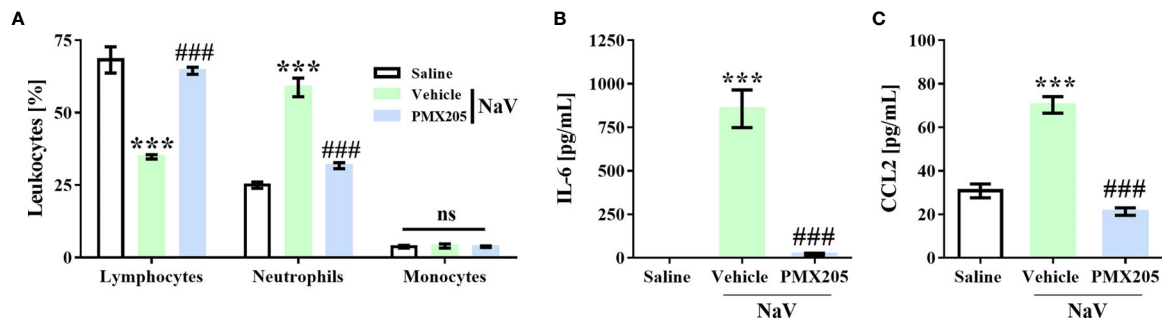 A
Leukocytes [%]
75
50
25
0
***
###
***
###
ns
Saline
Vehicle
PMX205
NaV
Lymphocytes
Neutrophils
Monocytes
B
IL-6 [pg/mL]
1250
1000
750
500
250
0
***
###
Saline
Vehicle
PMX205
NaV
C
CCL2 [pg/mL]
100
80
60
40
20
0
***
###
Saline
Vehicle
PMX205
NaV